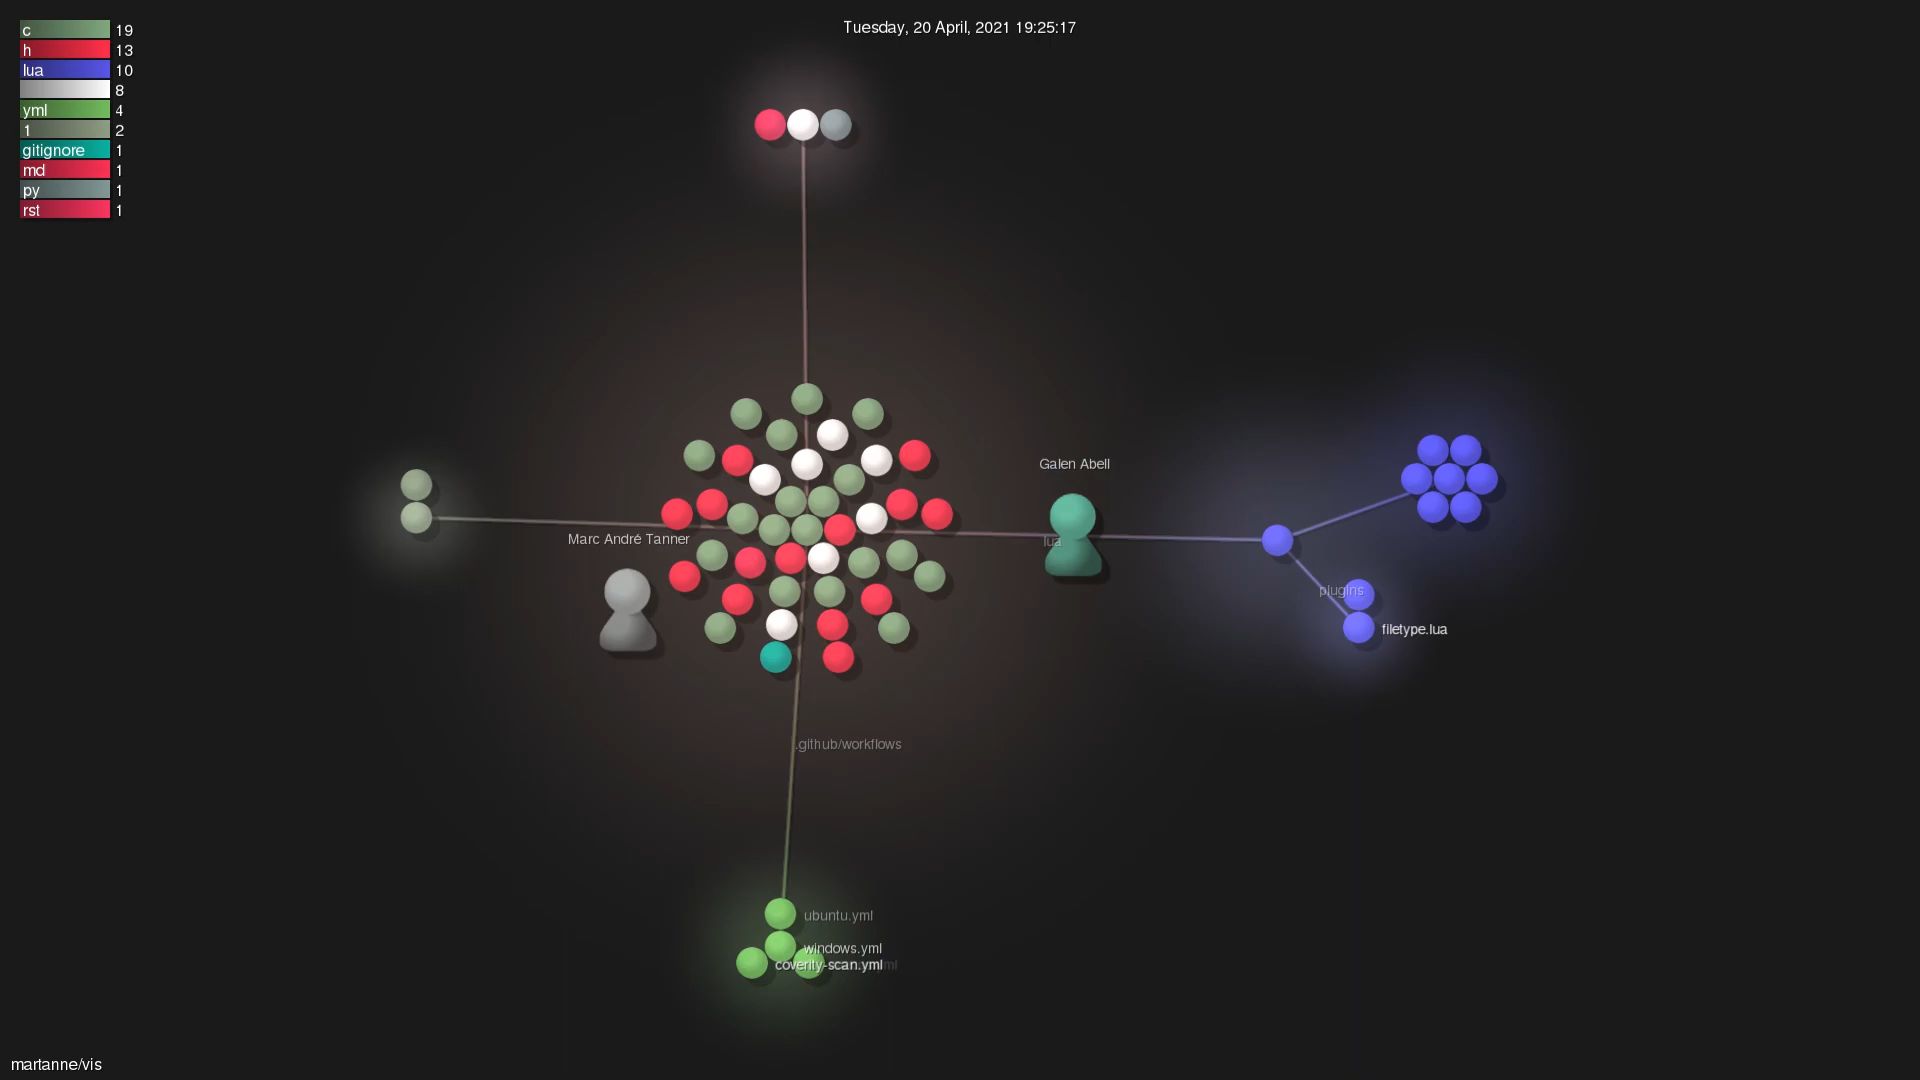 Tuesday, 20 April, 2021 19:25:17
c 19
h 13
lua 10
8
yml 4
1 2
gitignore 1
md 1
py 1
rst 1
Galen Abell
Marc André Tanner
lua
plugins
filetype.lua
.github/workflows
ubuntu.yml
windows.yml
coverity-scan.yml
martanne/vis